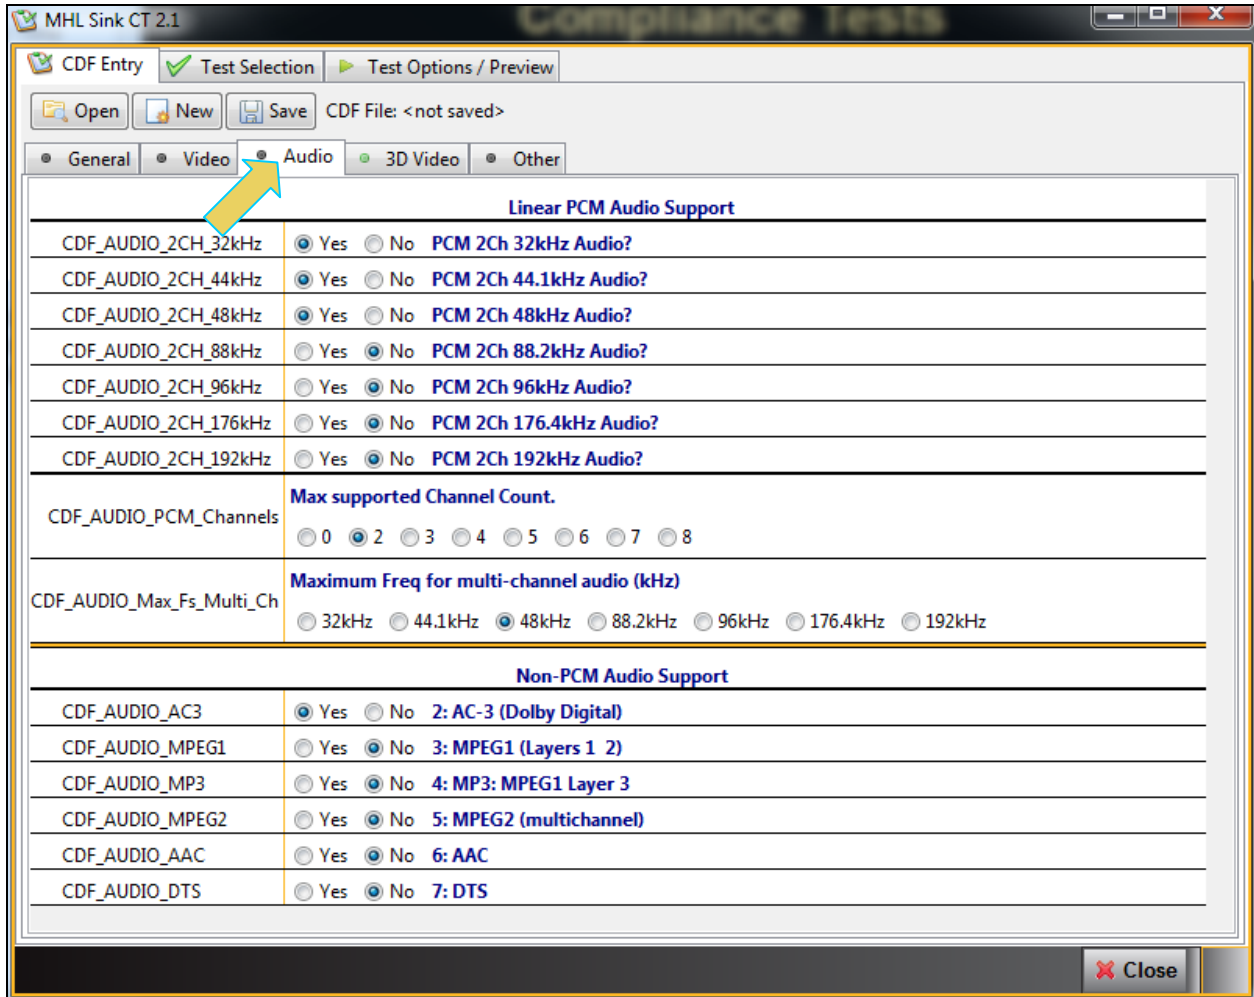 Compliance Tests
MHL Sink CT 2.1
CDF Entry Test Selection Test Options / Preview
Open New Save CDF File: <not saved>
General Video Audio 3D Video Other
Linear PCM Audio Support
CDF_AUDIO_2CH_32kHz Yes No PCM 2Ch 32kHz Audio?
CDF_AUDIO_2CH_44kHz Yes No PCM 2Ch 44.1kHz Audio?
CDF_AUDIO_2CH_48kHz Yes No PCM 2Ch 48kHz Audio?
CDF_AUDIO_2CH_88kHz Yes No PCM 2Ch 88.2kHz Audio?
CDF_AUDIO_2CH_96kHz Yes No PCM 2Ch 96kHz Audio?
CDF_AUDIO_2CH_176kHz Yes No PCM 2Ch 176.4kHz Audio?
CDF_AUDIO_2CH_192kHz Yes No PCM 2Ch 192kHz Audio?
CDF_AUDIO_PCM_Channels Max supported Channel Count.
0 2 3 4 5 6 7 8
CDF_AUDIO_Max_Fs_Multi_Ch Maximum Freq for multi-channel audio (kHz)
32kHz 44.1kHz 48kHz 88.2kHz 96kHz 176.4kHz 192kHz
Non-PCM Audio Support
CDF_AUDIO_AC3 Yes No 2: AC-3 (Dolby Digital)
CDF_AUDIO_MPEG1 Yes No 3: MPEG1 (Layers 1 2)
CDF_AUDIO_MP3 Yes No 4: MP3: MPEG1 Layer 3
CDF_AUDIO_MPEG2 Yes No 5: MPEG2 (multichannel)
CDF_AUDIO_AAC Yes No 6: AAC
CDF_AUDIO_DTS Yes No 7: DTS
Close